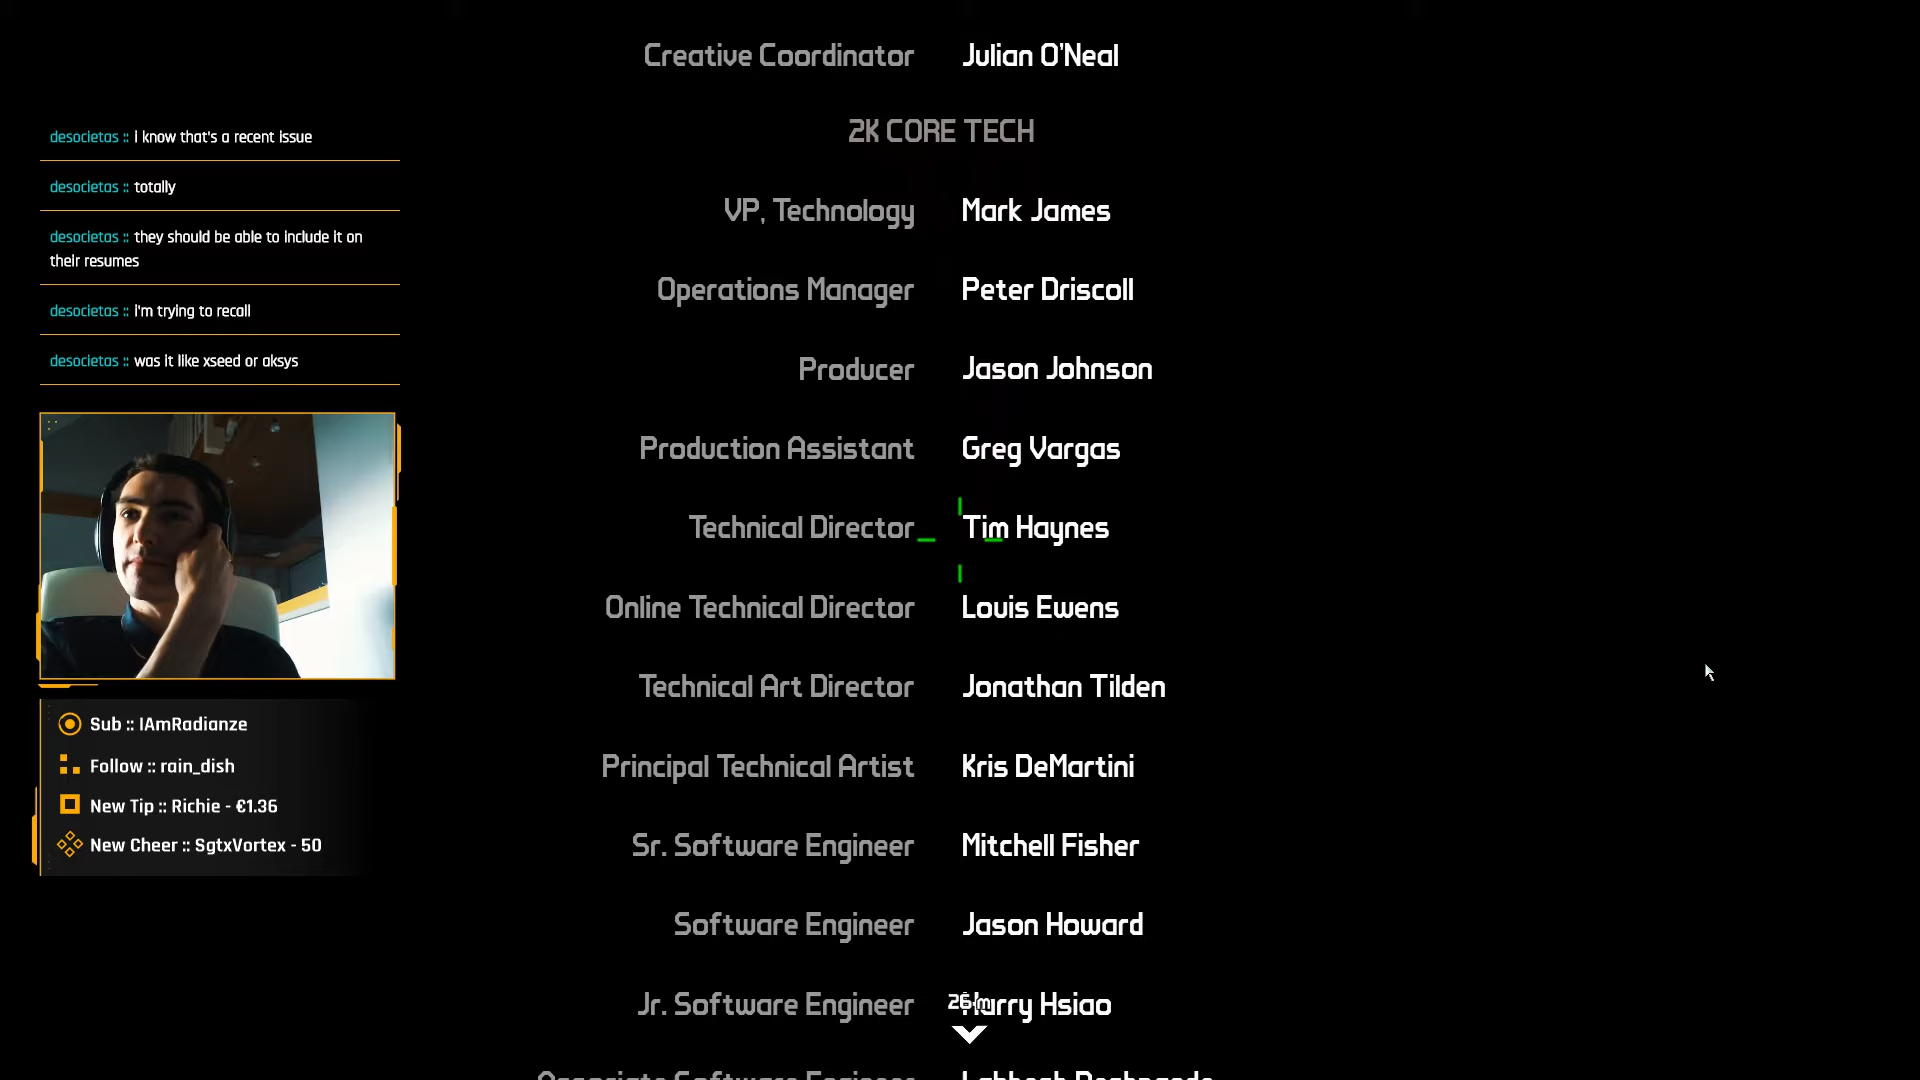 Creative Coordinator Julian O'Neal
2K CORE TECH
VP, Technology Mark James
Operations Manager Peter Driscoll
Producer Jason Johnson
Production Assistant Greg Vargas
Technical Director Tim Haynes
Online Technical Director Louis Ewens
Technical Art Director Jonathan Tilden
Principal Technical Artist Kris DeMartini
Sr. Software Engineer Mitchell Fisher
Software Engineer Jason Howard
Jr. Software Engineer Harry Hsiao
Software Engineer
desocietas :: i know that's a recent issue
desocietas :: totally
desocietas :: they should be able to include it on
their resumes
desocietas :: i'm trying to recall
desocietas :: was it like xseed or aksys
Sub :: IAmRadianze
Follow :: rain_dish
New Tip :: Richie - €1.36
New Cheer :: SgtxVortex - 50